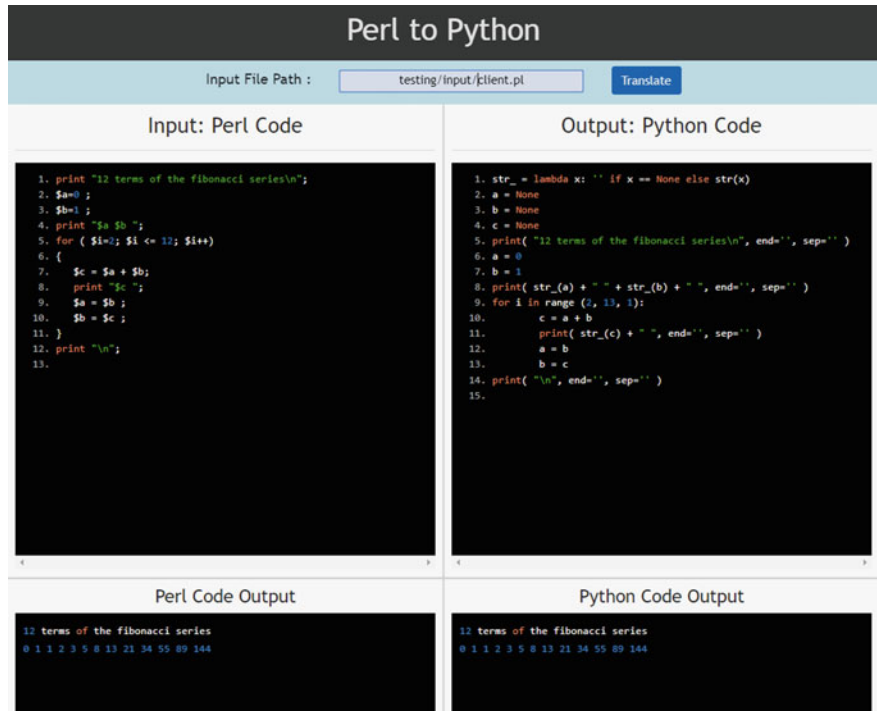 Perl to Python
Input File Path : testing/input/client.pl Translate
Input: Perl Code
1. print "12 terms of the fibonacci series\n";
2. $a=0 ;
3. $b=1 ;
4. print "$a $b ";
5. for ( $i=2; $i <= 12; $i++)
6. {
7. $c = $a + $b;
8. print "$c ";
9. $a = $b ;
10. $b = $c ;
11. }
12. print "\n";
13.
Output: Python Code
1. str_ = lambda x: '' if x == None else str(x)
2. a = None
3. b = None
4. c = None
5. print( "12 terms of the fibonacci series\n", end='', sep='' )
6. a = 0
7. b = 1
8. print( str_(a) + " " + str_(b) + " ", end='', sep='' )
9. for i in range (2, 13, 1):
10. c = a + b
11. print( str_(c) + " ", end='', sep='' )
12. a = b
13. b = c
14. print( "\n", end='', sep='' )
15.
Perl Code Output
12 terms of the fibonacci series
0 1 1 2 3 5 8 13 21 34 55 89 144
Python Code Output
12 terms of the fibonacci series
0 1 1 2 3 5 8 13 21 34 55 89 144